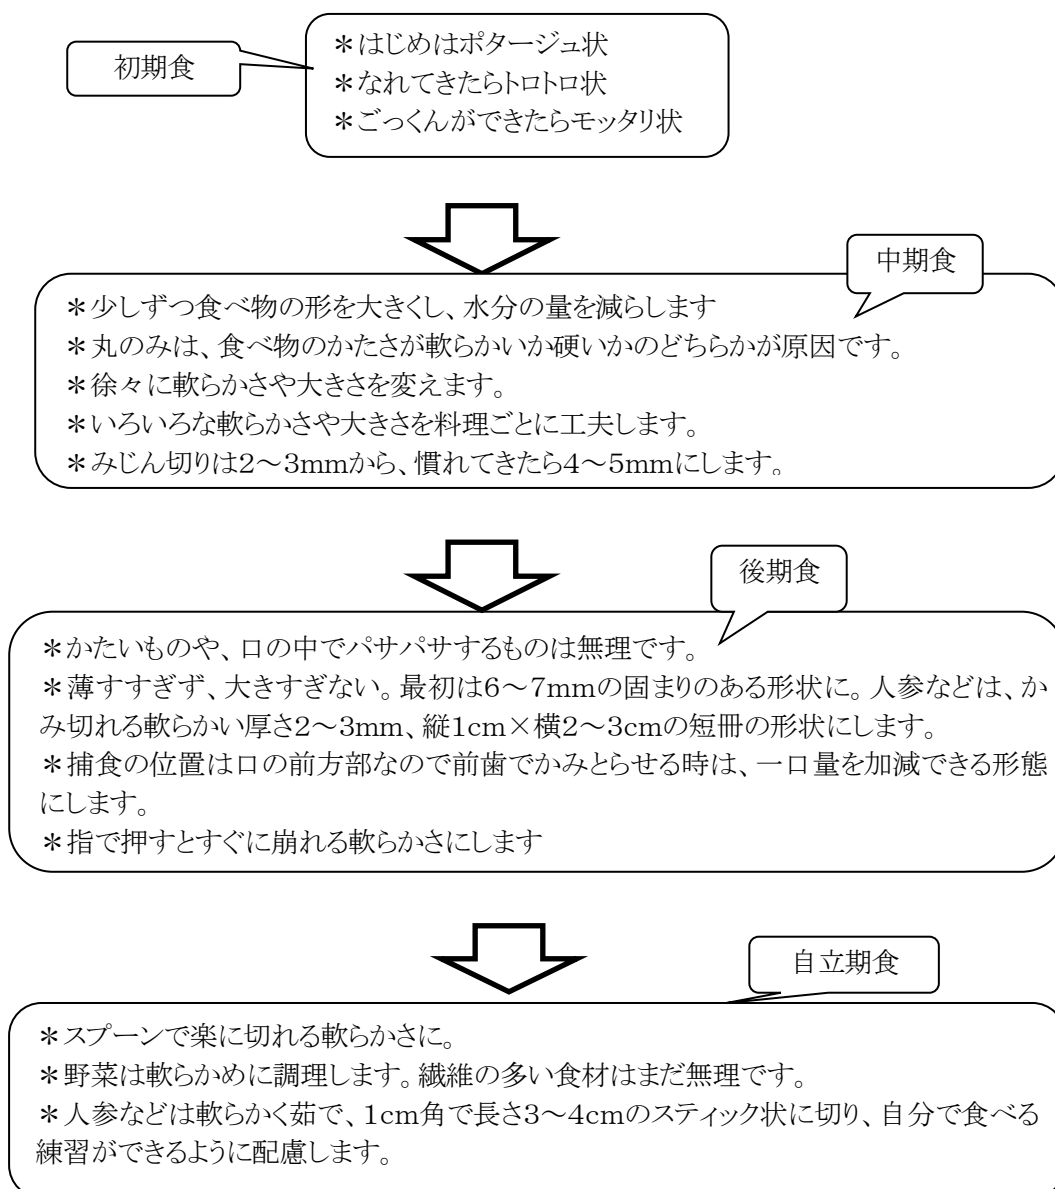 初期食
＊はじめはポタージュ状
＊なれてきたらトロトロ状
＊ごっくんができたらモッタリ状
中期食
＊少しずつ食べ物の形を大きくし、水分の量を減らします
＊丸のみは、食べ物のかたさが軟らかいか硬いかのどちらかが原因です。
＊徐々に軟らかさや大きさを変えます。
＊いろいろな軟らかさや大きさを料理ごとに工夫します。
＊みじん切りは２～３mmから、慣れてきたら４～５mmにします。
後期食
＊かたいものや、口の中でパサパサするものは無理です。
＊薄すすぎず、大きすぎない。最初は６～７mmの固まりのある形状に。人参などは、か
み切れる軟らかい厚さ２～３mm、縦１cm×横２～３cmの短冊の形状にします。
＊捕食の位置は口の前方部なので前歯でかみとらせる時は、一口量を加減できる形態
にします。
＊指で押すとすぐに崩れる軟らかさにします
自立期食
＊スプーンで楽に切れる軟らかさに。
＊野菜は軟らかめに調理します。繊維の多い食材はまだ無理です。
＊人参などは軟らかく茹で、１cm角で長さ３～４cmのスティック状に切り、自分で食べる
練習ができるように配慮します。